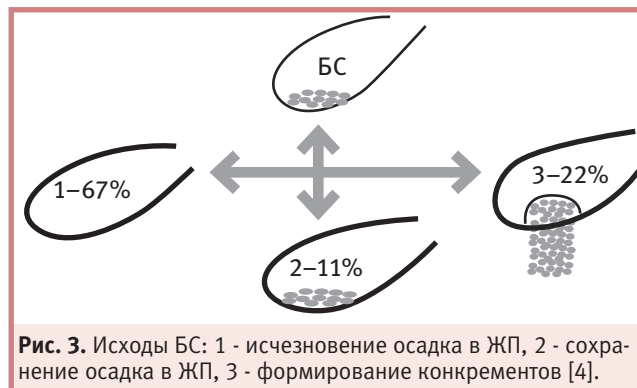 БС
1–67%
3–22%
2–11%
Рис. 3. Исходы БС: 1 - исчезновение осадка в ЖП, 2 - сохра-
нение осадка в ЖП, 3 - формирование конкрементов [4].